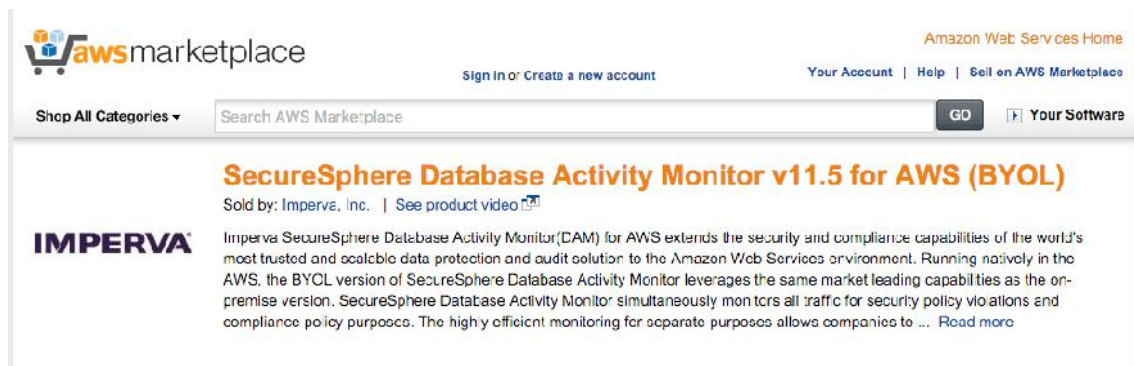 awsmarketplace
Amazon Web Services Home
Sign in or Create a new account
Your Account | Help | Sell on AWS Marketplace
Shop All Categories
Search AWS Marketplace
GO
Your Software
SecureSphere Database Activity Monitor v11.5 for AWS (BYOL)
Sold by: Imperva, Inc. | See product video
IMPERVA
Imperva SecureSphere Database Activity Monitor(DAM) for AWS extends the security and compliance capabilities of the world's
most trusted and scalable data protection and audit solution to the Amazon Web Services environment. Running natively in the
AWS, the BYOL version of SecureSphere Database Activity Monitor leverages the same market leading capabilities as the on-
premise version. SecureSphere Database Activity Monitor simultaneously monitors all traffic for security policy violations and
compliance policy purposes. The highly efficient monitoring for separate purposes allows companies to ... Read more